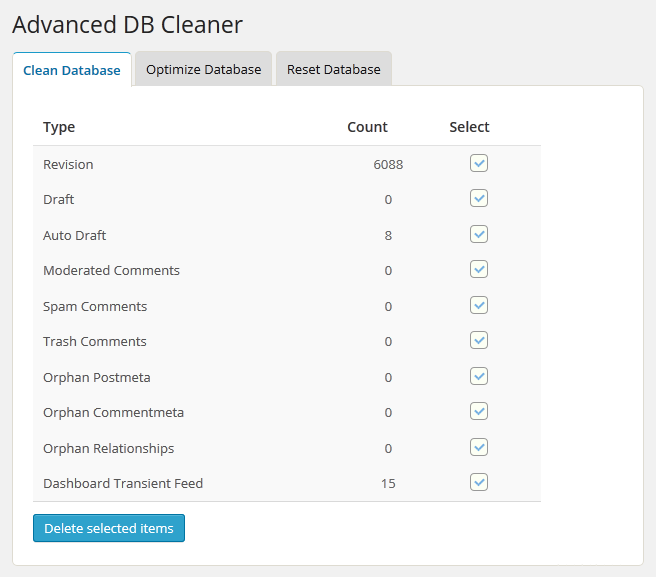 Advanced DB Cleaner
Clean Database Optimize Database Reset Database
Type Count Select
Revision 6088
Draft 0
Auto Draft 8
Moderated Comments 0
Spam Comments 0
Trash Comments 0
Orphan Postmeta 0
Orphan Commentmeta 0
Orphan Relationships 0
Dashboard Transient Feed 15
Delete selected items